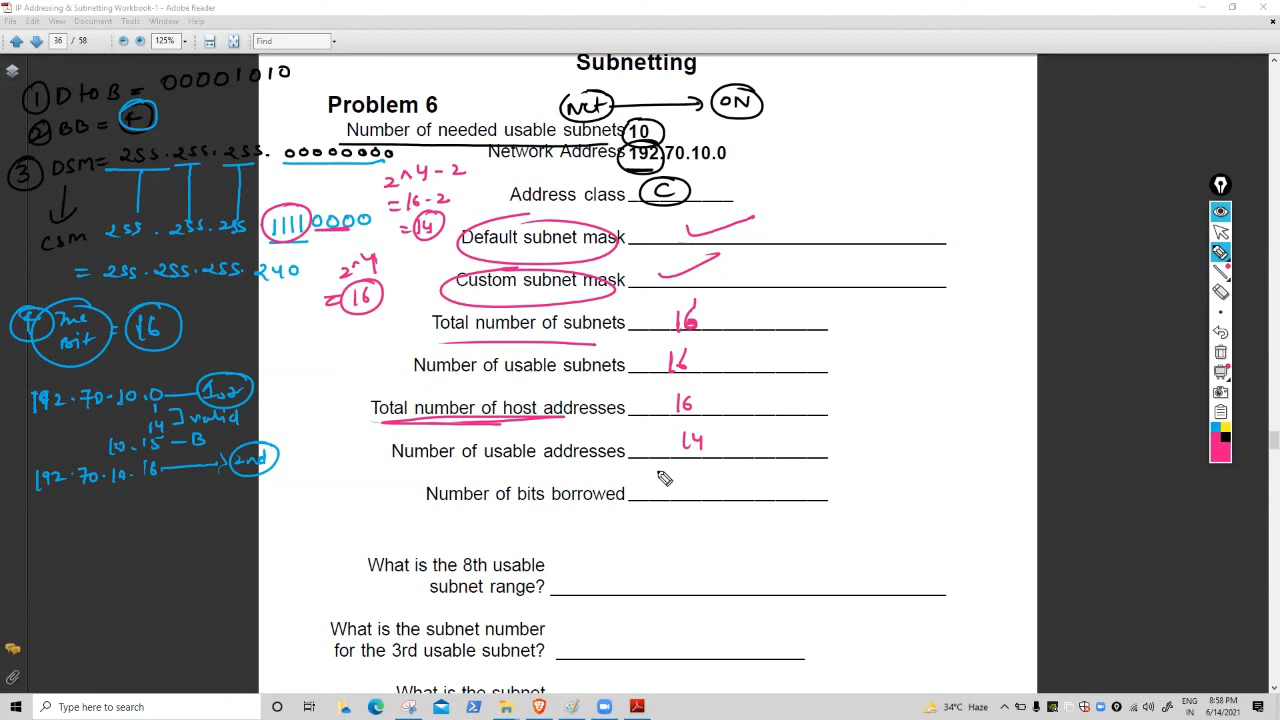 IP Addressing & Subnetting Workbook-1 - Adobe Reader
File Edit View Document Tools Window Help
36 / 58 125% Find
Subnetting
Problem 6
Net ON
Number of needed usable subnets 10
Network Address 192.70.10.0
Address class C
Default subnet mask
Custom subnet mask
Total number of subnets 16
Number of usable subnets 16
Total number of host addresses 16
Number of usable addresses 14
Number of bits borrowed
What is the 8th usable
subnet range?
What is the subnet number
for the 3rd usable subnet?
What is the subnet
1 D to B = 00001010
2 BB = 4
3 DSM = 255.255.255.00000000
CSM 255.255.255 11110000
= 255.255.255.240
2^4-2
= 16-2
= 14
2^4
= 16
4 The Bit = 16
192.70.10.0 1st
14 valid
10.15 - B
192.70.10.16 2nd
Type here to search
34°C Haze
ENG
IN
8:58 PM
6/14/2021